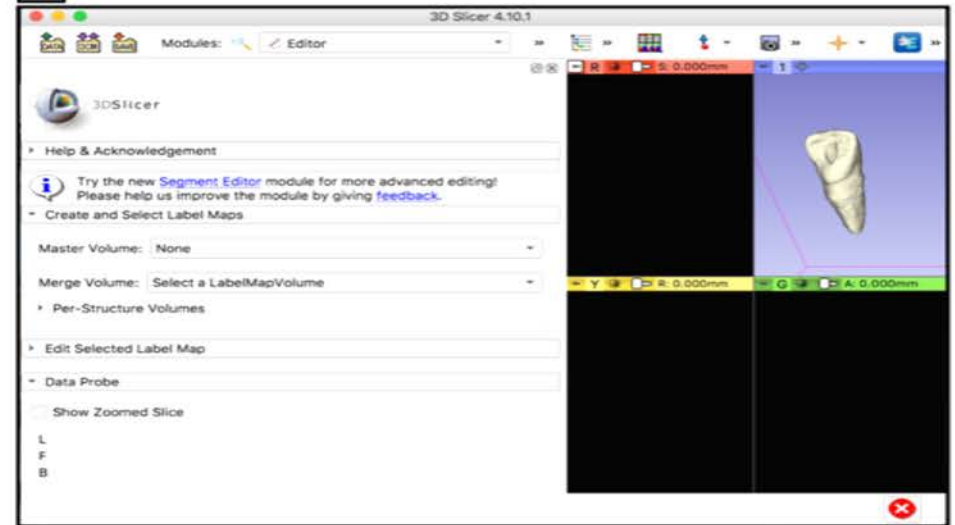 3D Slicer 4.10.1
DATA DCM SAVE Modules: Editor
3DSlicer
Help & Acknowledgement
Try the new Segment Editor module for more advanced editing!
Please help us improve the module by giving feedback.
Create and Select Label Maps
Master Volume: None
Merge Volume: Select a LabelMapVolume
Per-Structure Volumes
Edit Selected Label Map
Data Probe
Show Zoomed Slice
L
F
B
R S: 0.000mm
1
Y R: 0.000mm
G A: 0.000mm